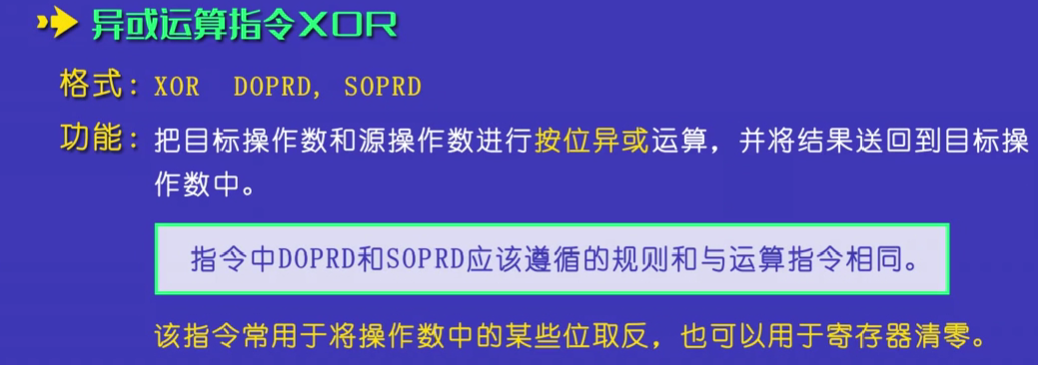 异或运算指令XOR
格式：XOR DOPRD, SOPRD
功能：把目标操作数和源操作数进行按位异或运算，并将结果送回到目标操
作数中。
指令中DOPRD和SOPRD应该遵循的规则和与运算指令相同。
该指令常用于将操作数中的某些位取反，也可以用于寄存器清零。